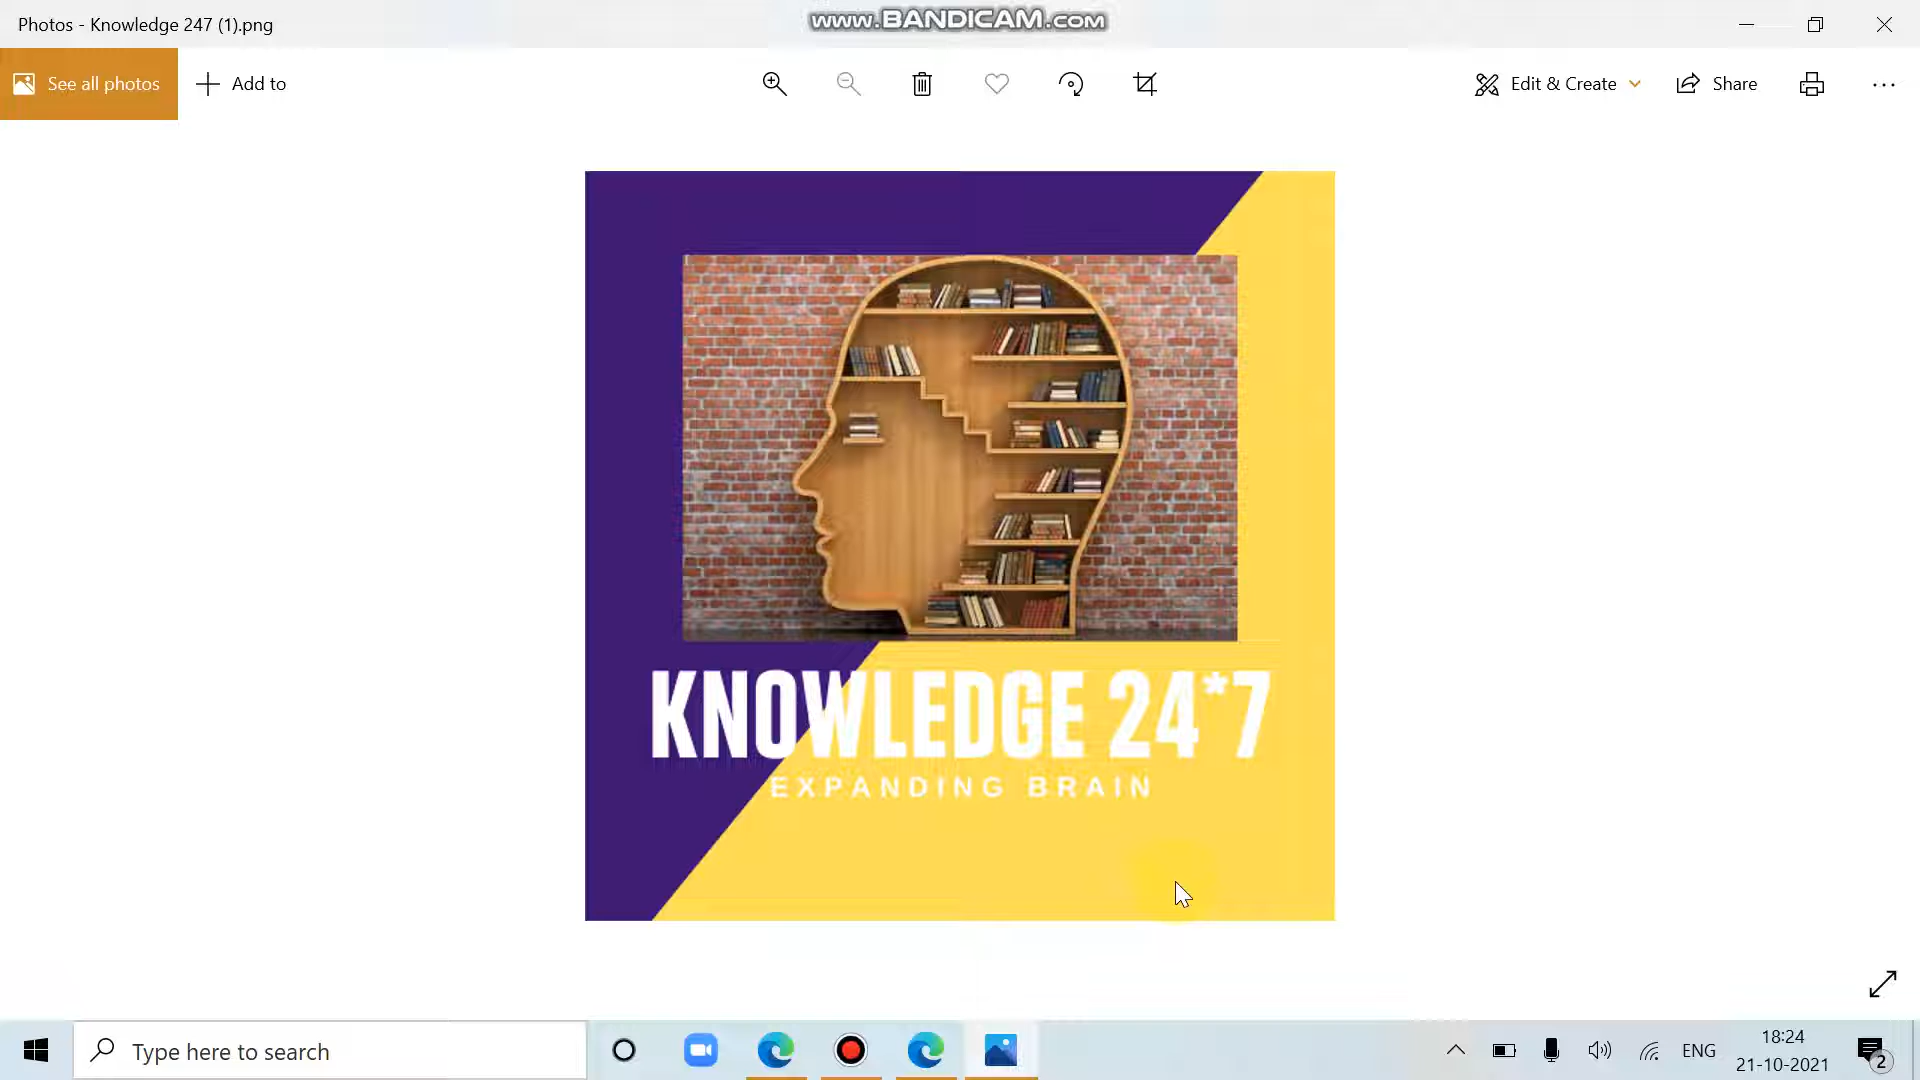 Photos - Knowledge 247 (1).png
www.BANDICAM.com
See all photos
Add to
Edit & Create
Share
KNOWLEDGE 24*7
EXPANDING BRAIN
Type here to search
ENG
18:24
21-10-2021
2